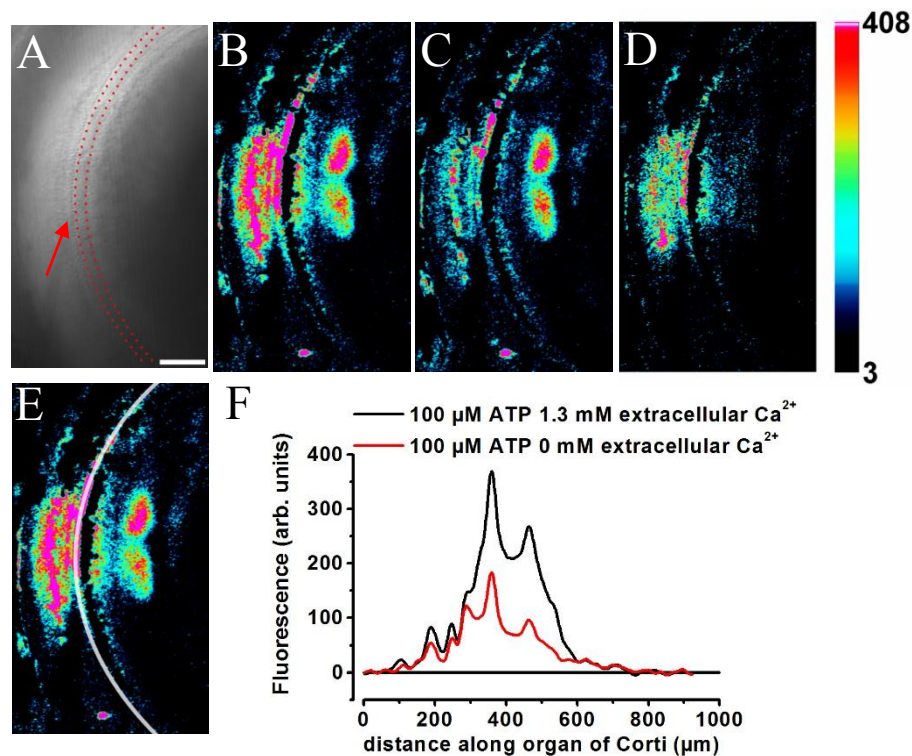 A
B
C
D
408
3
E
F
100 µM ATP 1.3 mM extracellular Ca²⁺
100 µM ATP 0 mM extracellular Ca²⁺
Fluorescence (arb. units)
400
300
200
100
0
0 200 400 600 800 1000
distance along organ of Corti (µm)